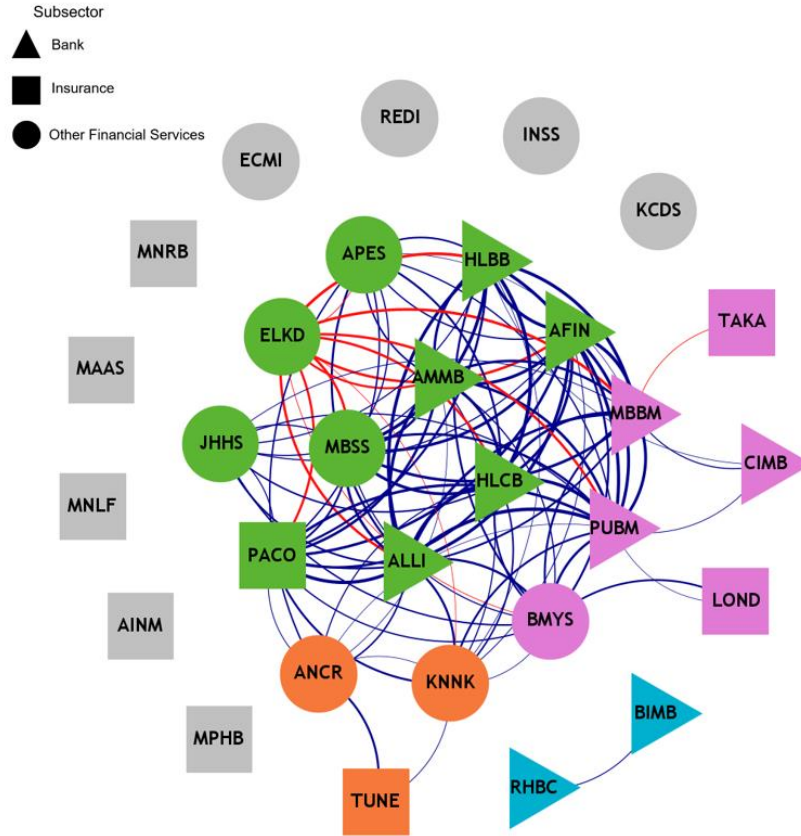 Subsector
Bank
Insurance
Other Financial Services
REDI
INSS
ECMI
KCDS
MNRB
APES
HLBB
TAKA
ELKD
AFIN
MAAS
AMMB
MBBM
JHHS
MBSS
CIMB
HLCB
MNLF
PUBM
PACO
ALLI
LOND
AINM
BMYS
ANCR
KNNK
BIMB
MPHB
RHBC
TUNE